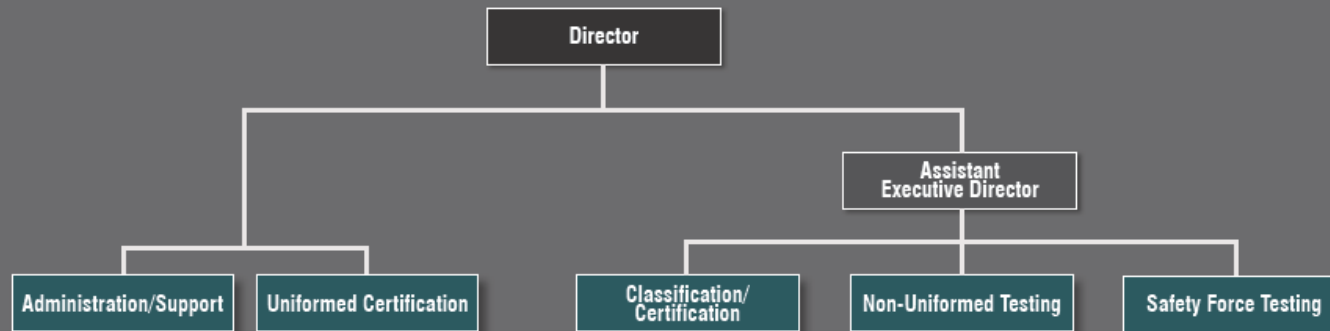 Director
Assistant
Executive Director
Administration/Support
Uniformed Certification
Classification/
Certification
Non-Uniformed Testing
Safety Force Testing